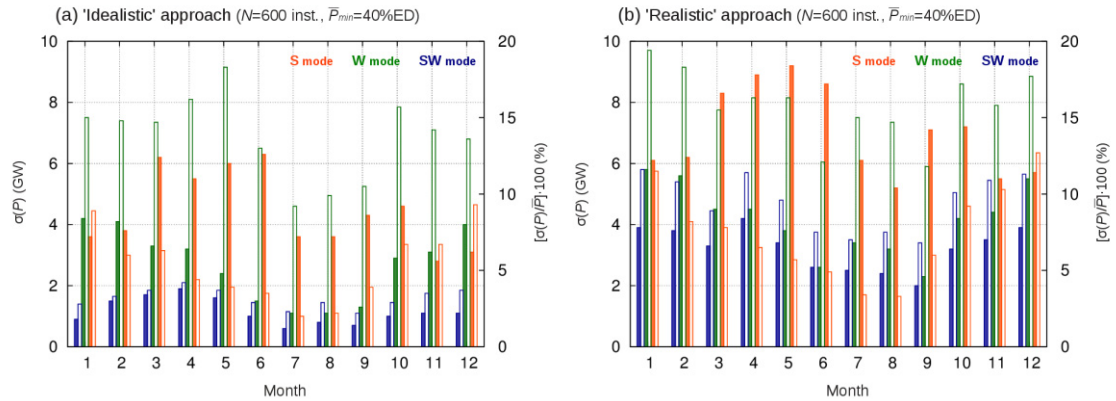 (a) 'Idealistic' approach (N=600 inst., P̅min=40%ED)
S mode W mode SW mode
σ(P) (GW)
10
8
6
4
2
0
[σ(P)/P̅]·100 (%)
20
15
10
5
0
1 2 3 4 5 6 7 8 9 10 11 12
Month
(b) 'Realistic' approach (N=600 inst., P̅min=40%ED)
S mode W mode SW mode
σ(P) (GW)
10
8
6
4
2
0
[σ(P)/P̅]·100 (%)
20
15
10
5
0
1 2 3 4 5 6 7 8 9 10 11 12
Month